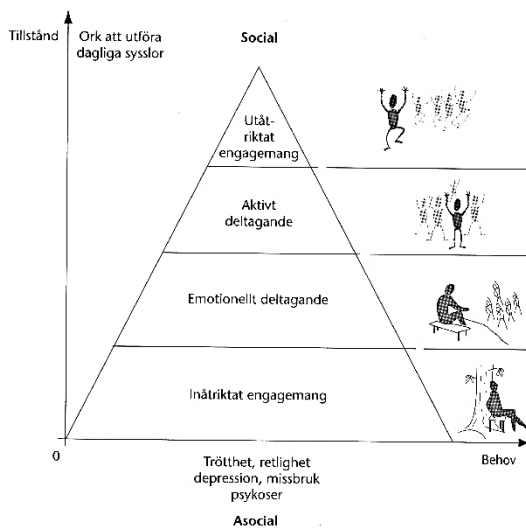 Tillstånd
Ork att utföra
dagliga sysslor
Social
Utåt-
riktat
engagemang
Aktivt
deltagande
Emotionellt deltagande
Inåtriktat engagemang
0
Trötthet, retlighet
depression, missbruk
psykoser
Behov
Asocial